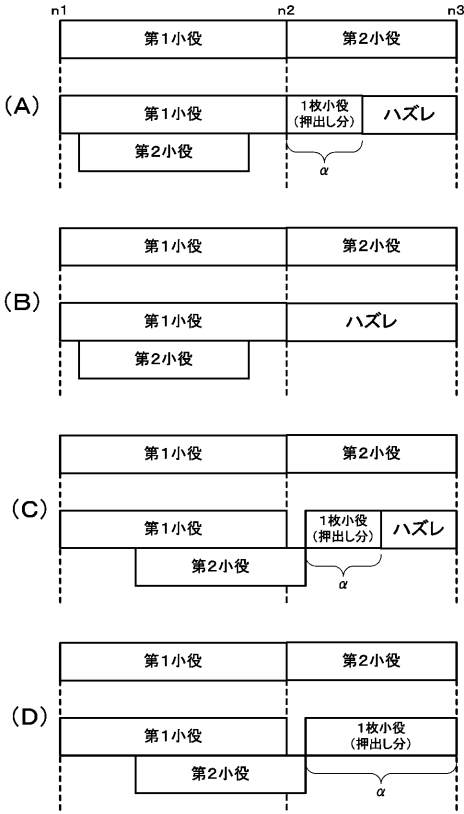 n1 n2 n3
第1小役 第2小役
(A)
第1小役 1枚小役 ハズレ
(押出し分)
第2小役
α
第1小役 第2小役
(B)
第1小役 ハズレ
第2小役
第1小役 第2小役
(C)
第1小役 1枚小役 ハズレ
(押出し分)
第2小役
α
第1小役 第2小役
(D)
第1小役 1枚小役
(押出し分)
第2小役
α